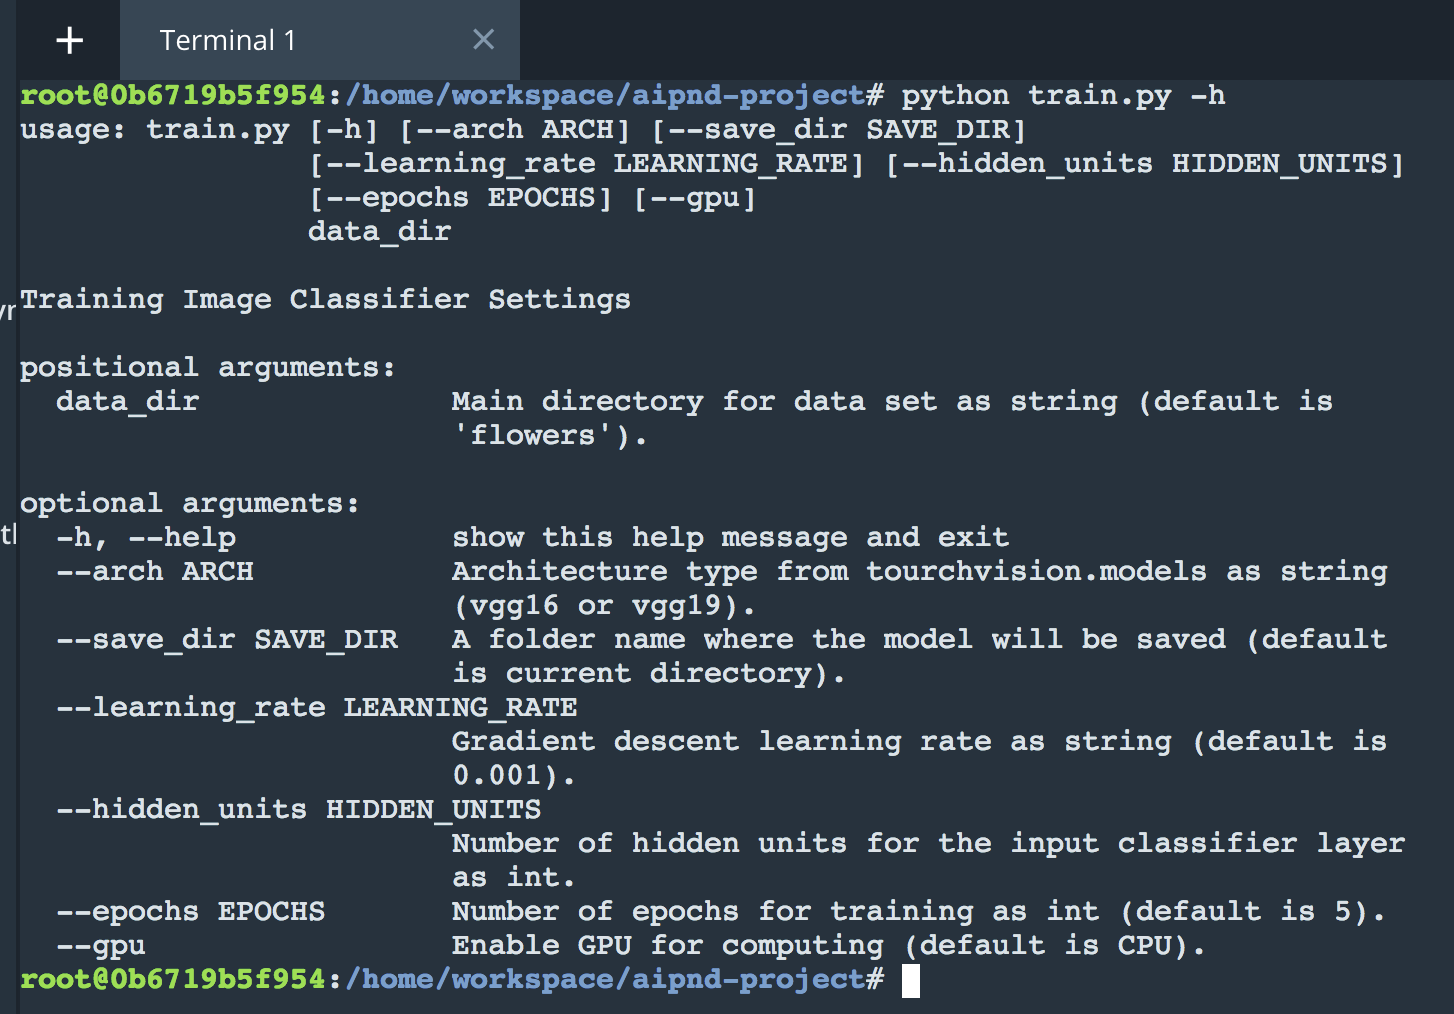 + Terminal 1 ×
root@0b6719b5f954:/home/workspace/aipnd-project# python train.py -h
usage: train.py [-h] [--arch ARCH] [--save_dir SAVE_DIR]
                [--learning_rate LEARNING_RATE] [--hidden_units HIDDEN_UNITS]
                [--epochs EPOCHS] [--gpu]
                data_dir
Training Image Classifier Settings
positional arguments:
  data_dir              Main directory for data set as string (default is
                        'flowers').
optional arguments:
  -h, --help            show this help message and exit
  --arch ARCH           Architecture type from tourchvision.models as string
                        (vgg16 or vgg19).
  --save_dir SAVE_DIR   A folder name where the model will be saved (default
                        is current directory).
  --learning_rate LEARNING_RATE
                        Gradient descent learning rate as string (default is
                        0.001).
  --hidden_units HIDDEN_UNITS
                        Number of hidden units for the input classifier layer
                        as int.
  --epochs EPOCHS       Number of epochs for training as int (default is 5).
  --gpu                 Enable GPU for computing (default is CPU).
root@0b6719b5f954:/home/workspace/aipnd-project#